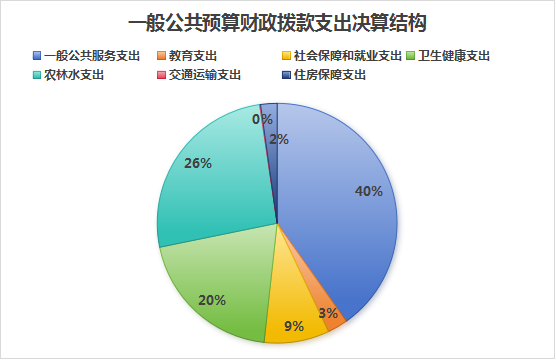 一般公共预算财政拨款支出决算结构
一般公共服务支出 教育支出 社会保障和就业支出 卫生健康支出
农林水支出 交通运输支出 住房保障支出
0%
2%
26%
40%
20%
3%
9%